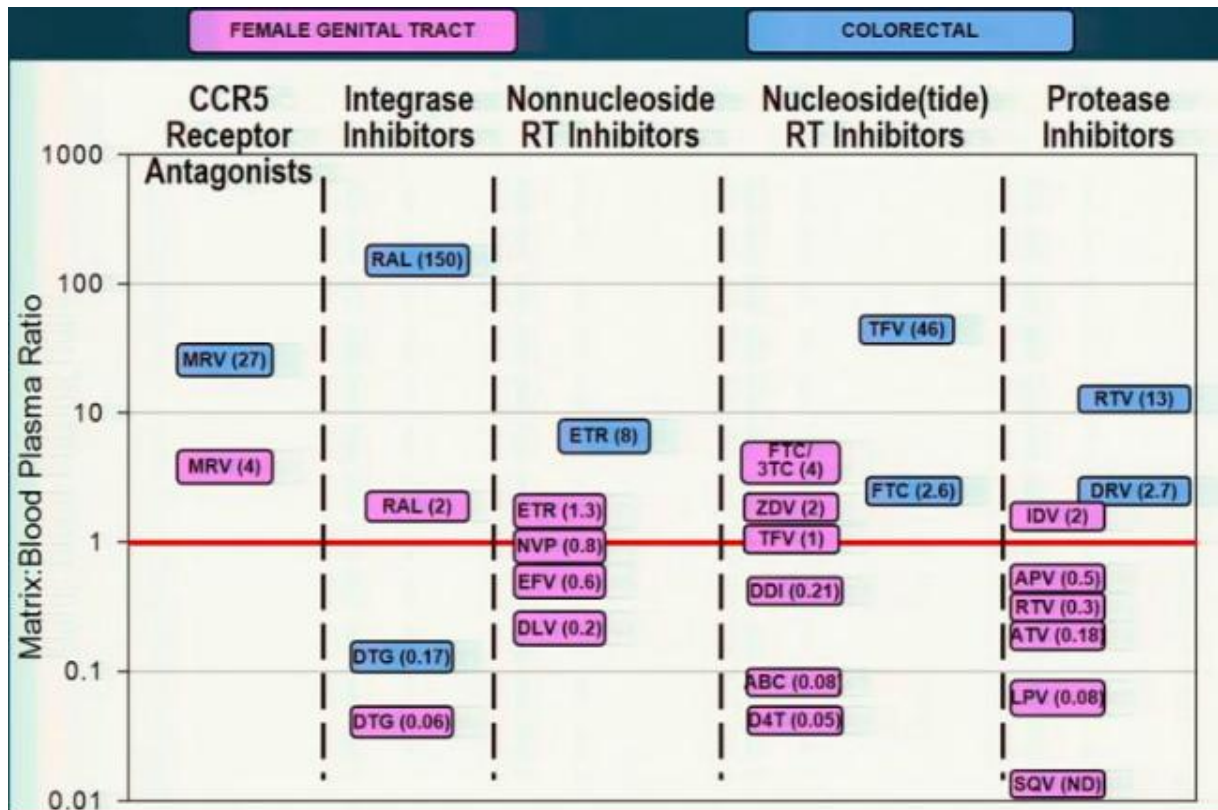 FEMALE GENITAL TRACT
COLORECTAL
CCR5
Receptor
Antagonists
Integrase
Inhibitors
Nonnucleoside
RT Inhibitors
Nucleoside(tide)
RT Inhibitors
Protease
Inhibitors
Matrix:Blood Plasma Ratio
1000
100
10
1
0.1
0.01
MRV (27)
MRV (4)
RAL (150)
RAL (2)
DTG (0.17)
DTG (0.06)
ETR (8)
ETR (1.3)
NVP (0.8)
EFV (0.6)
DLV (0.2)
TFV (46)
FTC/
3TC (4)
FTC (2.6)
ZDV (2)
TFV (1)
DDI (0.21)
ABC (0.08)
D4T (0.05)
RTV (13)
DRV (2.7)
IDV (2)
APV (0.5)
RTV (0.3)
ATV (0.18)
LPV (0.08)
SQV (ND)